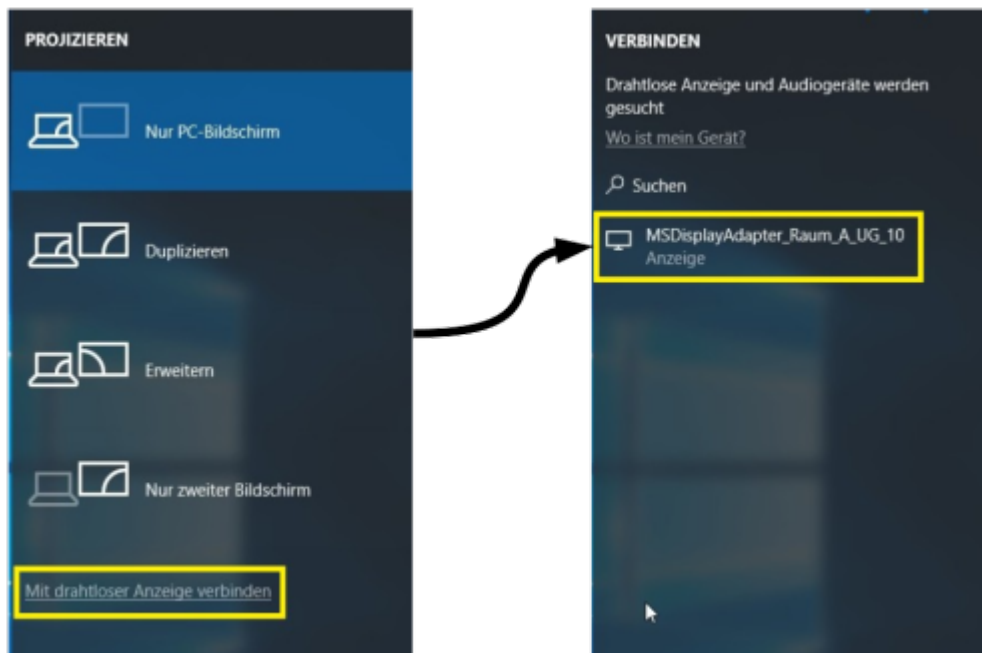 PROJIZIEREN
Nur PC-Bildschirm
Duplizieren
Erweitern
Nur zweiter Bildschirm
Mit drahtloser Anzeige verbinden
VERBINDEN
Drahtlose Anzeige und Audiogeräte werden
gesucht
Wo ist mein Gerät?
Suchen
MSDisplayAdapter_Raum_A_UG_10
Anzeige